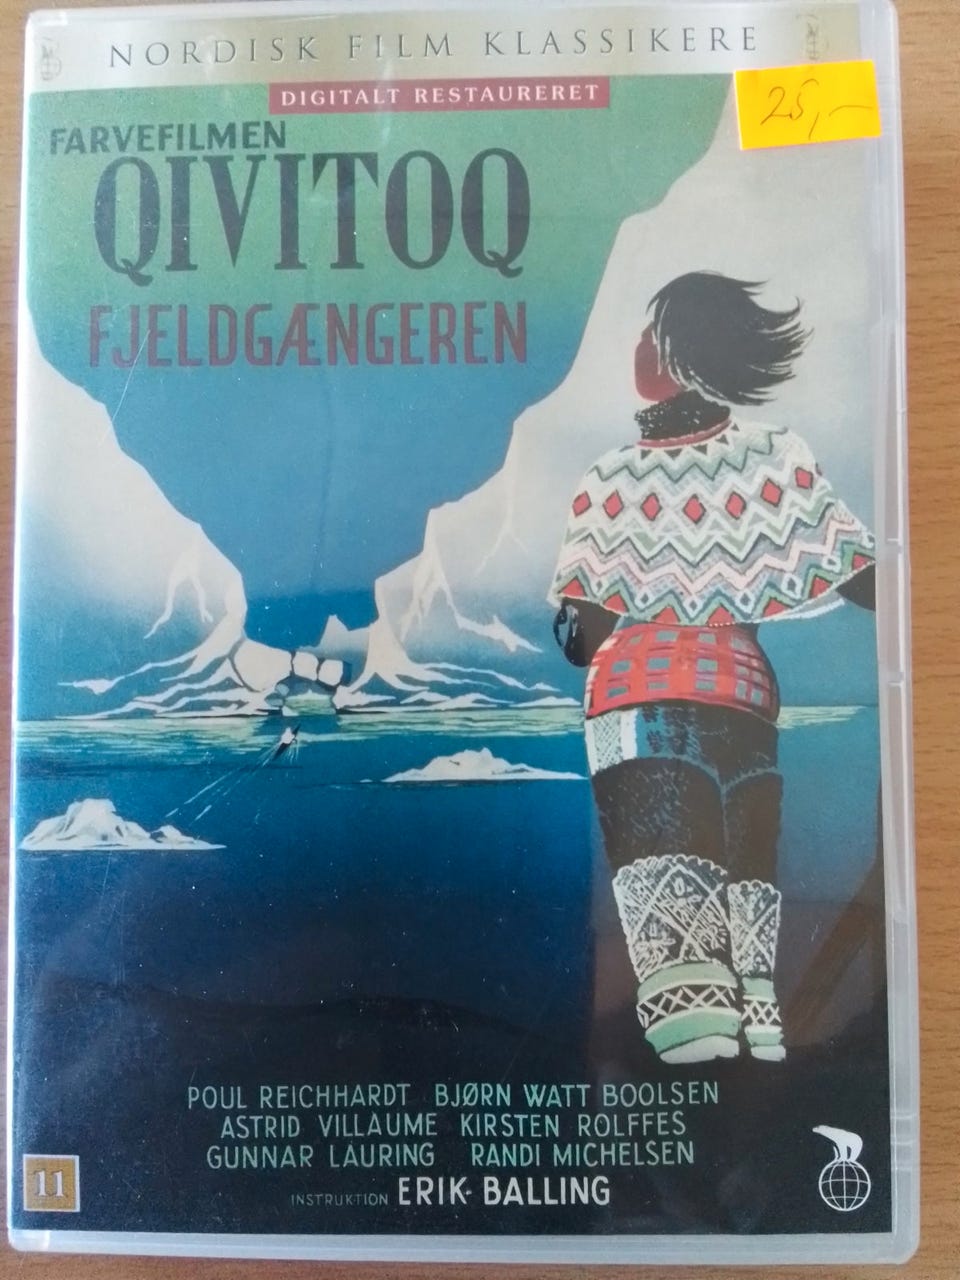 NORDISK FILM KLASSIKERE
DIGITALT RESTAURERET
25,-
FARVEFILMEN
QIVITOQ
FJELDGÆNGEREN
POUL REICHHARDT BJØRN WATT BOOLSEN
ASTRID VILLAUME KIRSTEN ROLFFES
GUNNAR LAURING RANDI MICHELSEN
INSTRUKTION ERIK BALLING
11